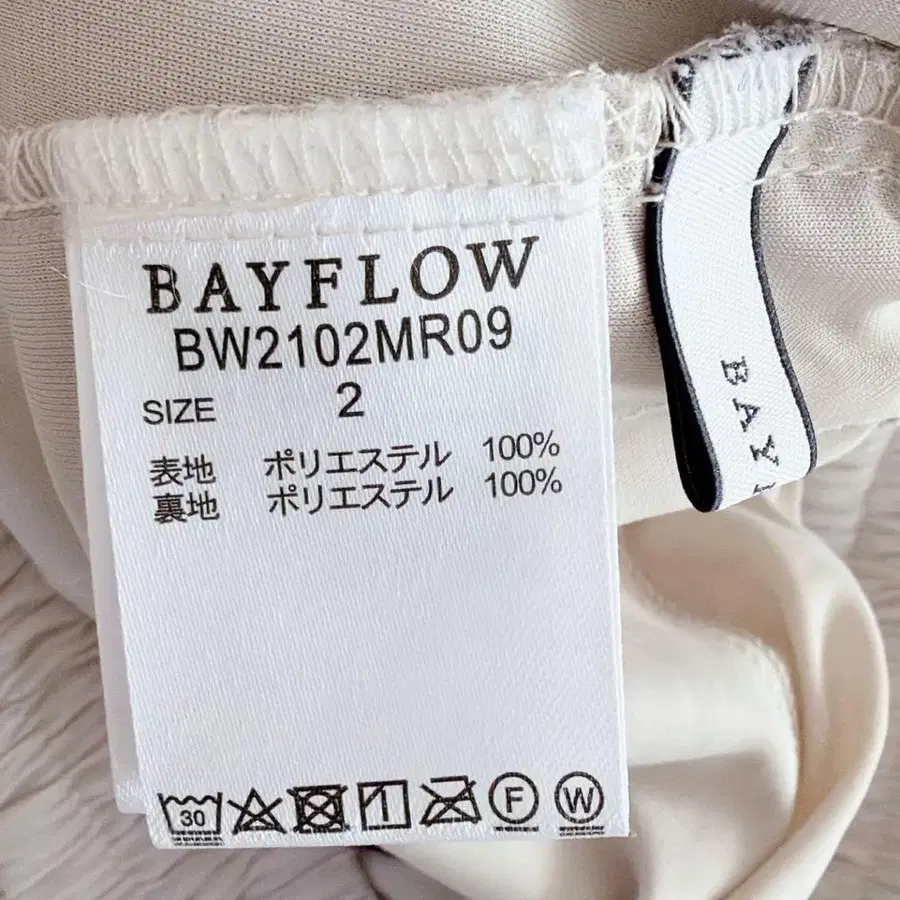 BAYFLOW
BW2102MR09
SIZE 2
表地 ポリエステル 100%
裏地 ポリエステル 100%
30 F W
BAY